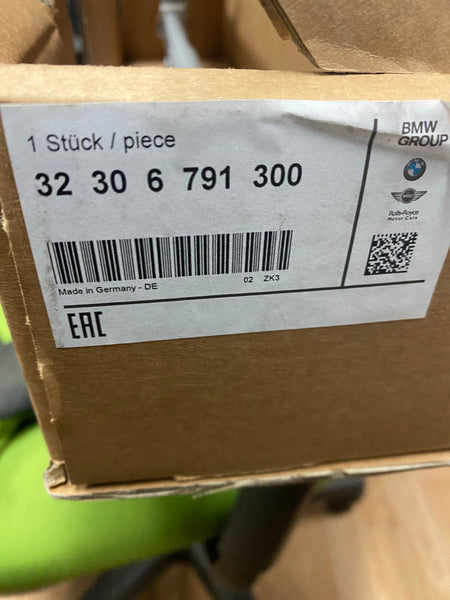 1 Stück / piece
32 30 6 791 300
Made in Germany - DE
02 ZK3
EAC
BMW
GROUP
Rolls-Royce
Motor Cars